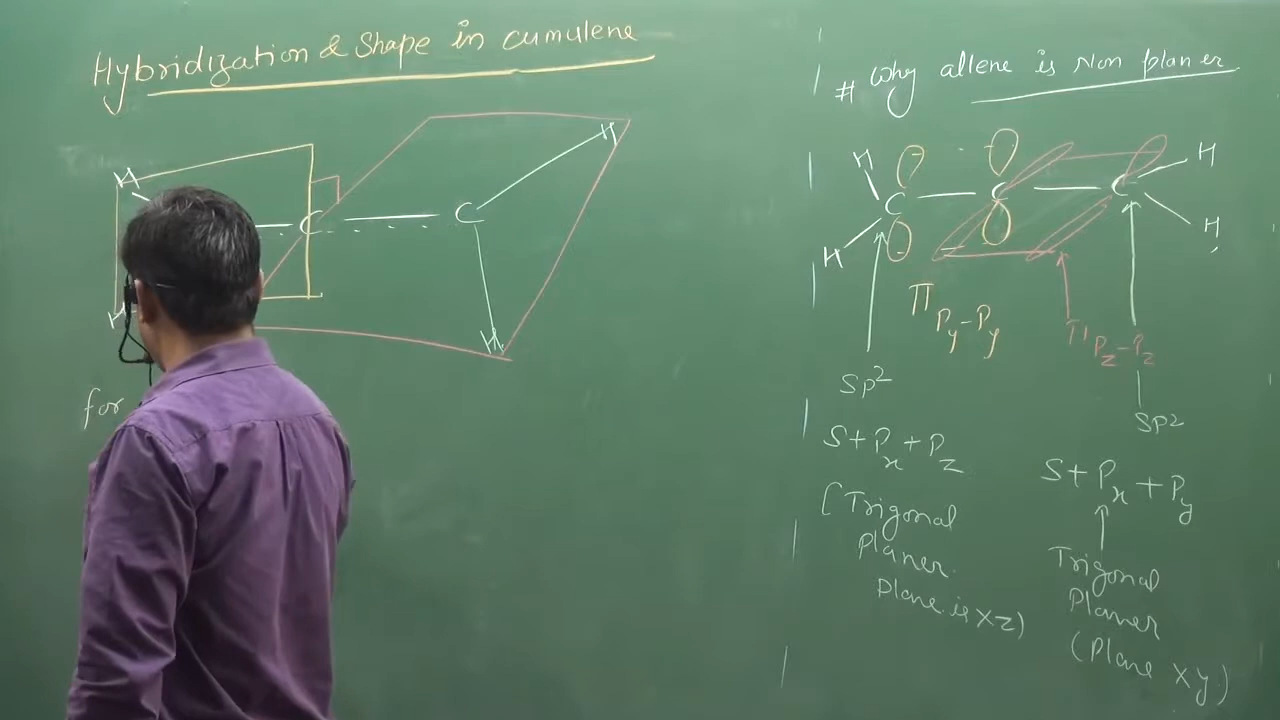 Hybridization & Shape in cumulene
H
C
C
H
H
H
for
# Why allene is Non planer
H
C
C
C
H
H
H
π Py-Py
π Pz-Pz
Sp²
SP2
S+Px+Pz
[Trigonal
Planer
Plane is XZ)
S+Px+Py
Trigonal
Planer
(Plane xy)